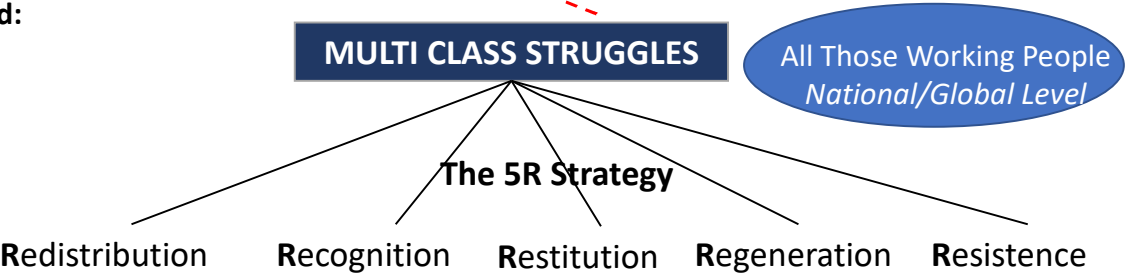 d:
MULTI CLASS STRUGGLES
All Those Working People
National/Global Level
The 5R Strategy
Redistribution
Recognition
Restitution
Regeneration
Resistence